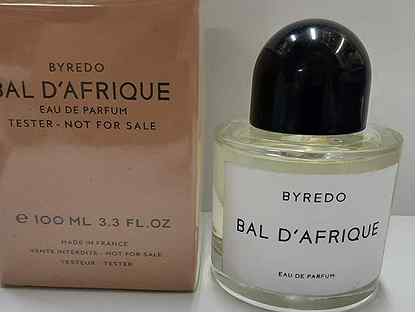 BYREDO
BAL D'AFRIQUE
EAU DE PARFUM
TESTER - NOT FOR SALE
e 100 ML 3.3 FL.OZ
MADE IN FRANCE
VENTE INTERDITE - NOT FOR SALE
TESTEUR - TESTER
BYREDO
BAL D'AFRIQUE
EAU DE PARFUM